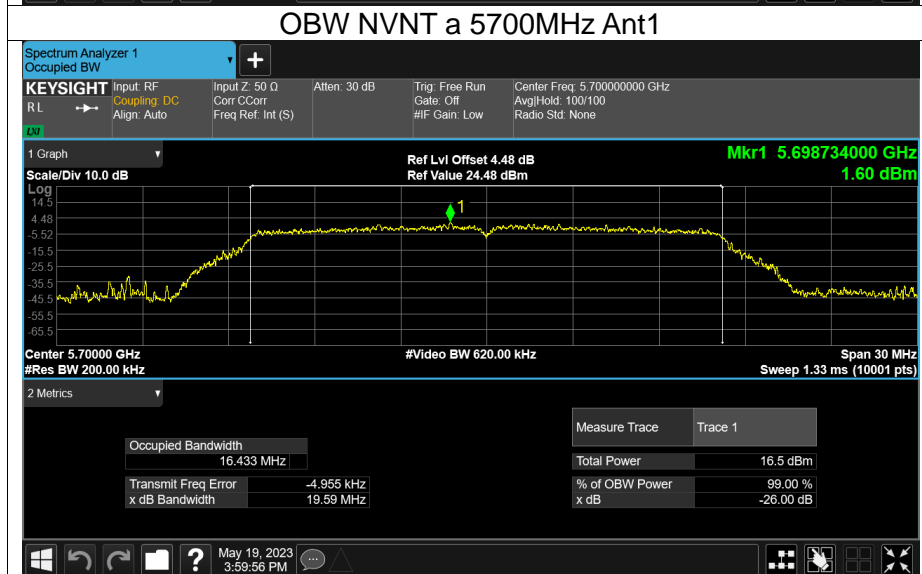 OBW NVNT a 5700MHz Ant1
Spectrum Analyzer 1
Occupied BW
KEYSIGHT
R L
LXI
Input: RF
Coupling: DC
Align: Auto
Input Z: 50 Ω
Corr CCorr
Freq Ref: Int (S)
Atten: 30 dB
Trig: Free Run
Gate: Off
#IF Gain: Low
Center Freq: 5.700000000 GHz
Avg|Hold: 100/100
Radio Std: None
1 Graph
Scale/Div 10.0 dB
Ref Lvl Offset 4.48 dB
Ref Value 24.48 dBm
Mkr1 5.698734000 GHz
1.60 dBm
Log
14.5
4.48
-5.52
-15.5
-25.5
-35.5
-45.5
-55.5
-65.5
1
Center 5.70000 GHz
#Res BW 200.00 kHz
#Video BW 620.00 kHz
Span 30 MHz
Sweep 1.33 ms (10001 pts)
2 Metrics
Occupied Bandwidth
16.433 MHz
Transmit Freq Error -4.955 kHz
x dB Bandwidth 19.59 MHz
Measure Trace Trace 1
Total Power 16.5 dBm
% of OBW Power 99.00 %
x dB -26.00 dB
?
May 19, 2023
3:59:56 PM